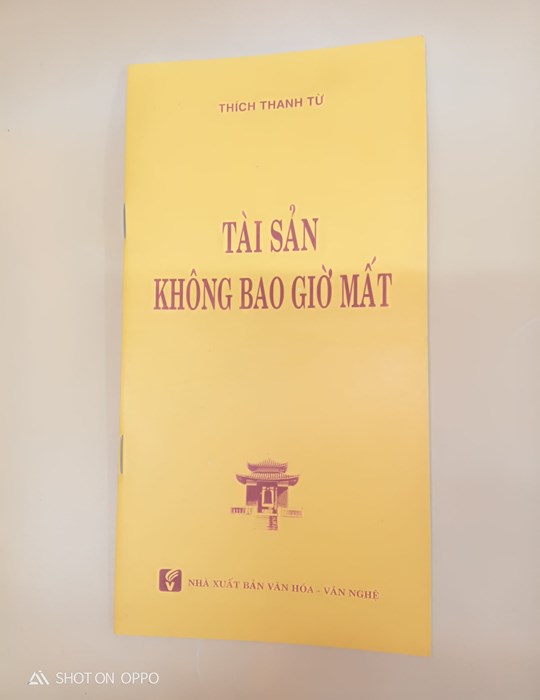 THÍCH THANH TỪ
TÀI SẢN
KHÔNG BAO GIỜ MẤT
NHÀ XUẤT BẢN VĂN HÓA - VĂN NGHỆ
SHOT ON OPPO